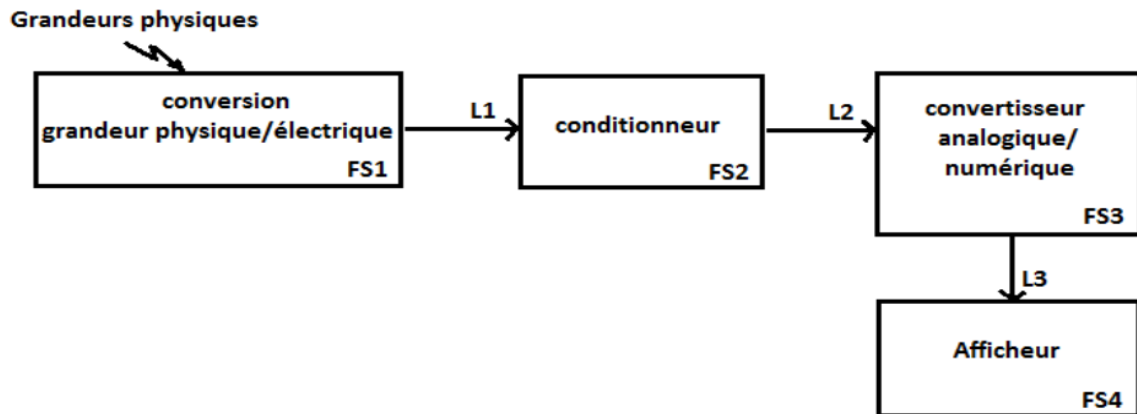 Grandeurs physiques
conversion
grandeur physique/électrique
FS1
L1
conditionneur
FS2
L2
convertisseur
analogique/
numérique
FS3
L3
Afficheur
FS4